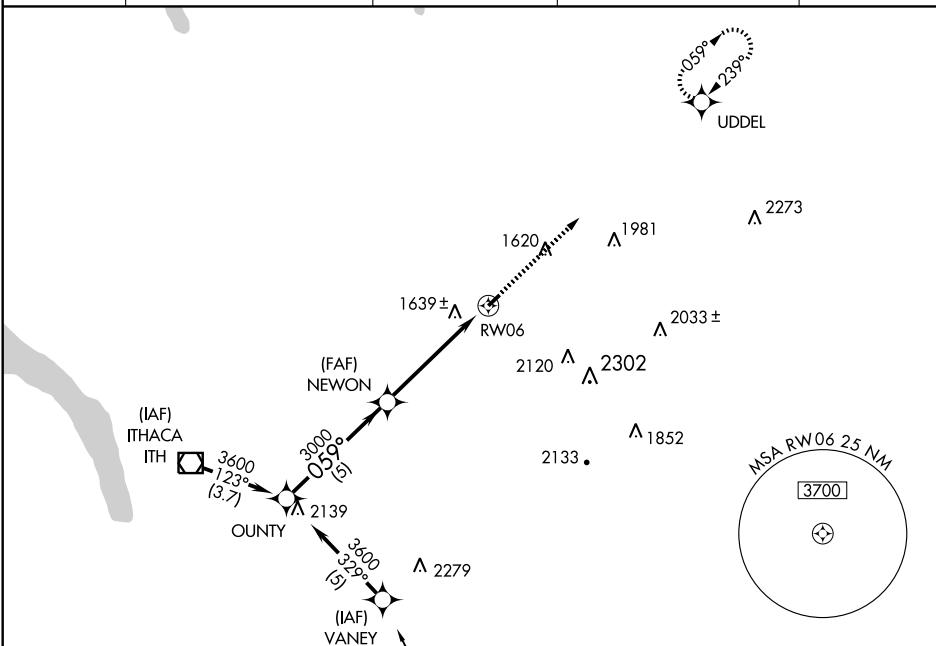 059°
239°
UDDEL
2273
1981
1620
1639±
RW06
2033±
2120
2302
(FAF)
NEWON
(IAF)
ITHACA
ITH
3600
123°
(3.7)
3000
059°
(5)
1852
2133
MSA RW06 25 NM
3700
2139
OUNTY
3600
329°
(5)
2279
(IAF)
VANEY